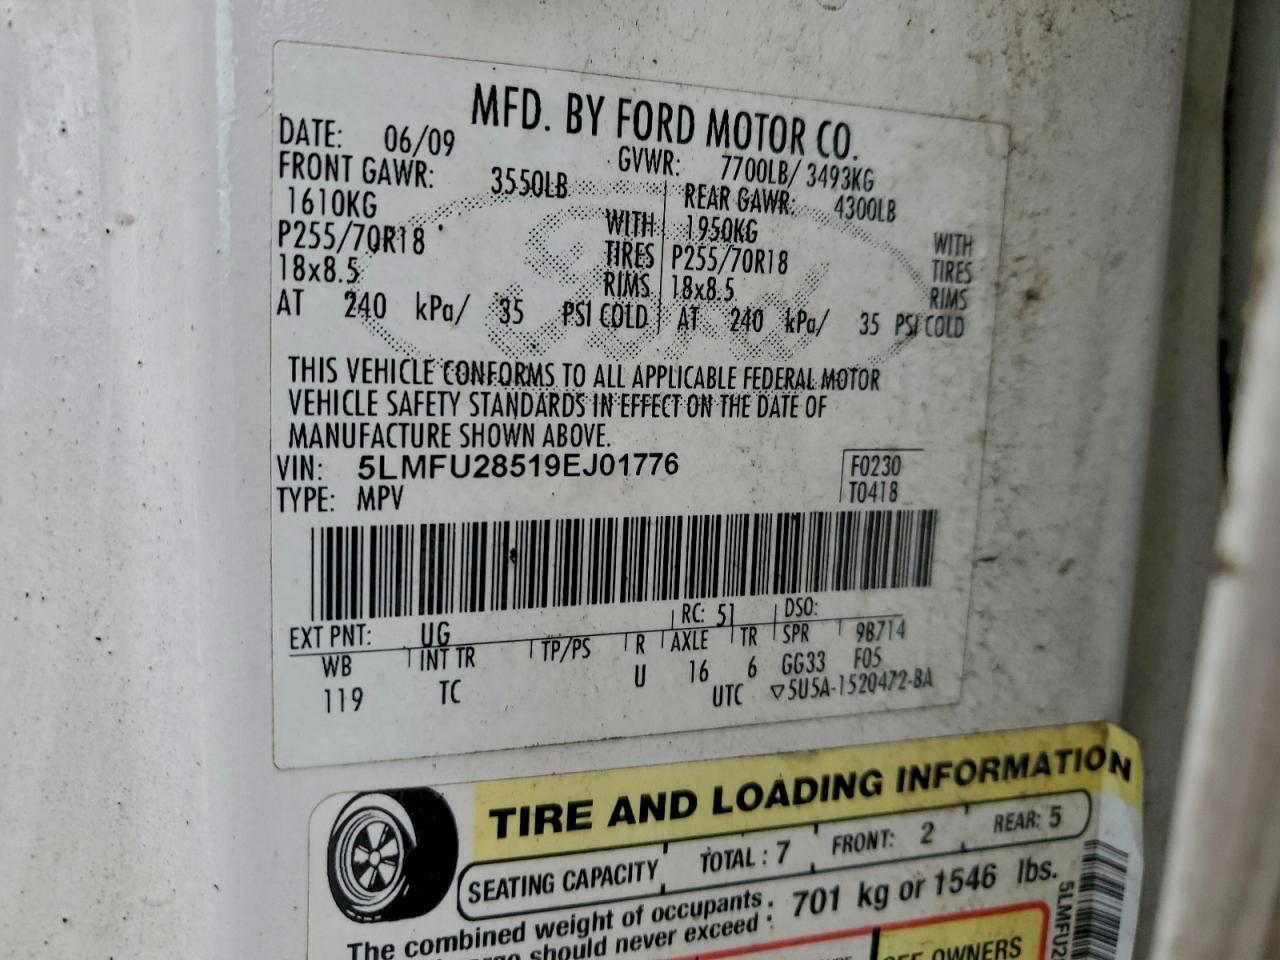 MFD. BY FORD MOTOR CO.
DATE: 06/09 GVWR: 7700LB/ 3493KG
FRONT GAWR: 3550LB REAR GAWR: 4300LB
1610KG WITH 1950KG WITH
P255/70R18 TIRES P255/70R18 TIRES
18x8.5 RIMS 18x8.5 RIMS
AT 240 kPa/ 35 PSI COLD AT 240 kPa/ 35 PSI COLD
THIS VEHICLE CONFORMS TO ALL APPLICABLE FEDERAL MOTOR
VEHICLE SAFETY STANDARDS IN EFFECT ON THE DATE OF
MANUFACTURE SHOWN ABOVE.
VIN: 5LMFU28519EJ01776 F0230
TYPE: MPV T0418
EXT PNT: UG RC: 51 DSO:
WB INT TR TP/PS R AXLE TR SPR 9B714
119 TC U 16 6 GG33 F05
UTC ▽5U5A-1520472-BA
TIRE AND LOADING INFORMATION
SEATING CAPACITY TOTAL : 7 FRONT: 2 REAR: 5
The combined weight of occupants
should never exceed : 701 kg or 1546 lbs.
OWNERS
5LMFU2